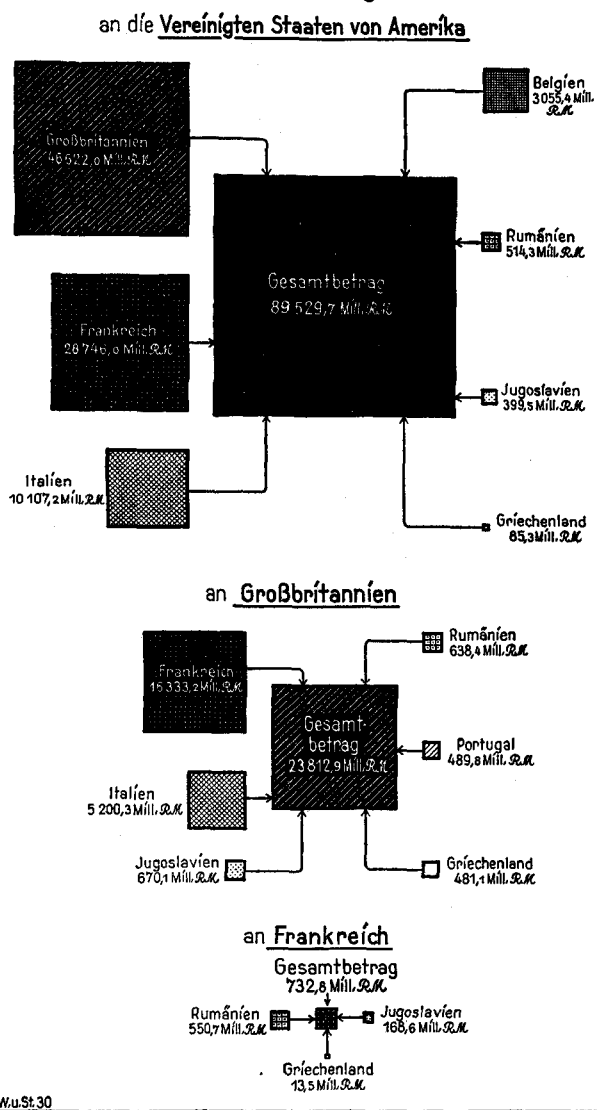 an die Vereinigten Staaten von Amerika
Belgien
3055,4 Mill.
RM
Großbritannien
46 622,0 Mill. RM
Rumänien
514,3 Mill. RM
Gesamtbetrag
89 529,7 Mill. RM
Frankreich
28 746,0 Mill. RM
Jugoslavien
399,5 Mill. RM
Italien
10 107,2 Mill. RM
Griechenland
85,3 Mill. RM
an Großbritannien
Rumänien
638,4 Mill. RM
Frankreich
16 333,2 Mill. RM
Gesamt-
betrag
23 812,9 Mill. RM
Portugal
489,8 Mill. RM
Italien
5 200,3 Mill. RM
Jugoslavien
670,1 Mill. RM
Griechenland
481,1 Mill. RM
an Frankreich
Gesamtbetrag
732,8 Mill. RM
Rumänien
550,7 Mill. RM
Jugoslavien
168,6 Mill. RM
Griechenland
13,5 Mill. RM
W.u.St.30